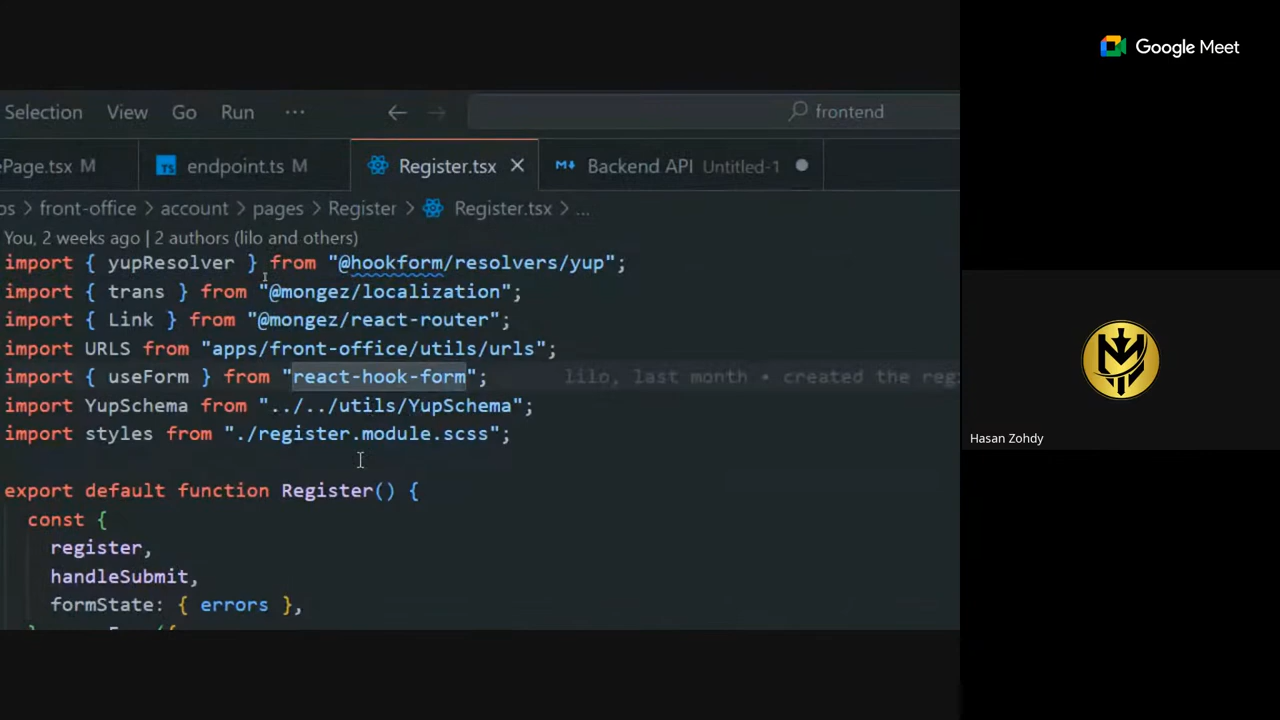 Google Meet
Selection View Go Run ··· ← → frontend
Page.tsx M endpoint.ts M Register.tsx Backend API Untitled-1
os > front-office > account > pages > Register > Register.tsx > ...
You, 2 weeks ago | 2 authors (lilo and others)
import { yupResolver } from "@hookform/resolvers/yup";
import { trans } from "@mongez/localization";
import { Link } from "@mongez/react-router";
import URLS from "apps/front-office/utils/urls";
import { useForm } from "react-hook-form"; lilo, last month • created the reg
import YupSchema from "../../utils/YupSchema";
import styles from "./register.module.scss";
export default function Register() {
const {
register,
handleSubmit,
formState: { errors },
Hasan Zohdy